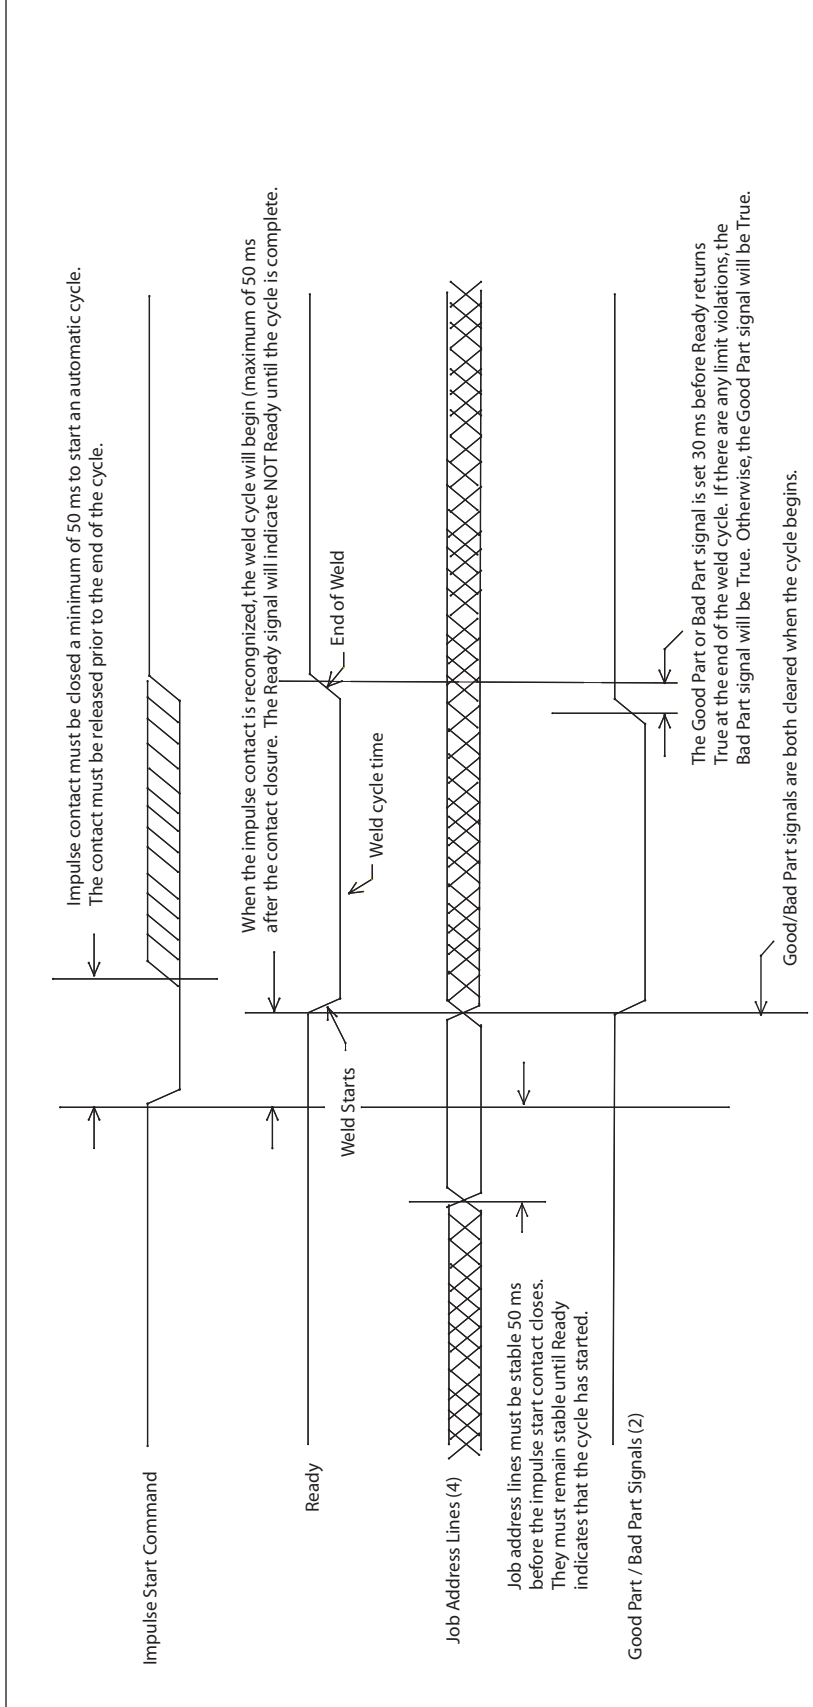 Impulse Start Command
Impulse contact must be closed a minimum of 50 ms to start an automatic cycle.
The contact must be released prior to the end of the cycle.
Ready
When the impulse contact is recongnized,the weld cycle will begin (maximum of 50 ms
after the contact closure. The Ready signal will indicate NOT Ready until the cycle is complete.
Weld Starts
Weld cycle time
End of Weld
Job Address Lines (4)
Job address lines must be stable 50 ms
before the impulse start contact closes.
They must remain stable until Ready
indicates that the cycle has started.
Good Part / Bad Part Signals (2)
The Good Part or Bad Part signal is set 30 ms before Ready returns
True at the end of the weld cycle. If there are any limit violations,the
Bad Part signal will be True. Otherwise, the Good Part signal will be True.
Good/Bad Part signals are both cleared when the cycle begins.